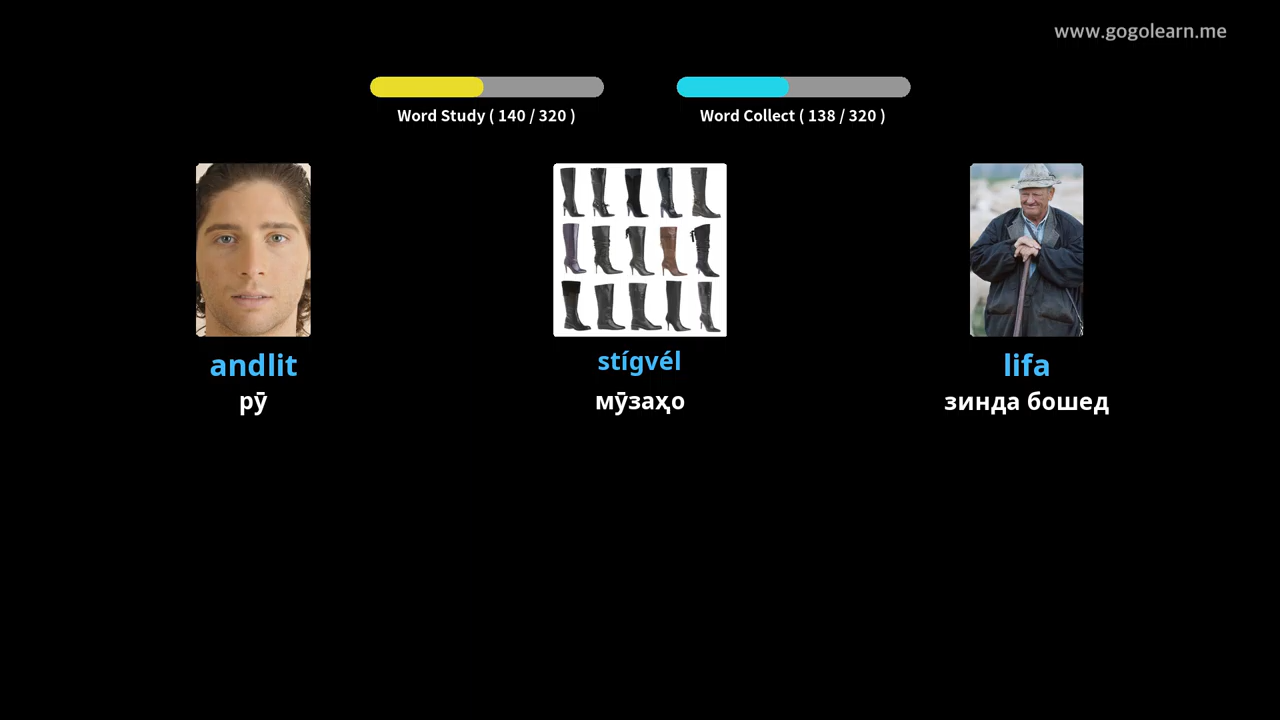 www.gogolearn.me
Word Study ( 140 / 320 )
Word Collect ( 138 / 320 )
andlit
stígvél
lifa
рӯ
мӯзаҳо
зинда бошед